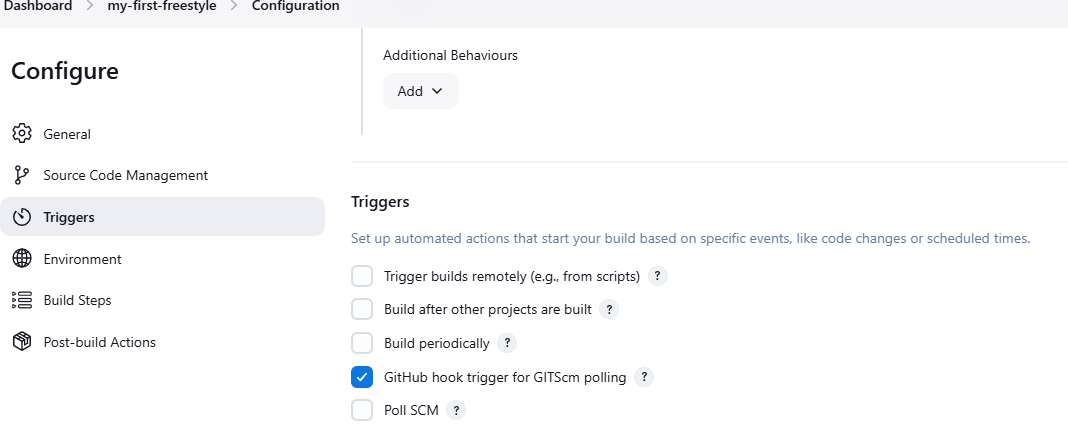 Dashboard > my-first-freestyle > Configuration
Configure
General
Source Code Management
Triggers
Environment
Build Steps
Post-build Actions
Additional Behaviours
Add
Triggers
Set up automated actions that start your build based on specific events, like code changes or scheduled times.
Trigger builds remotely (e.g., from scripts) ?
Build after other projects are built ?
Build periodically ?
GitHub hook trigger for GITScm polling ?
Poll SCM ?